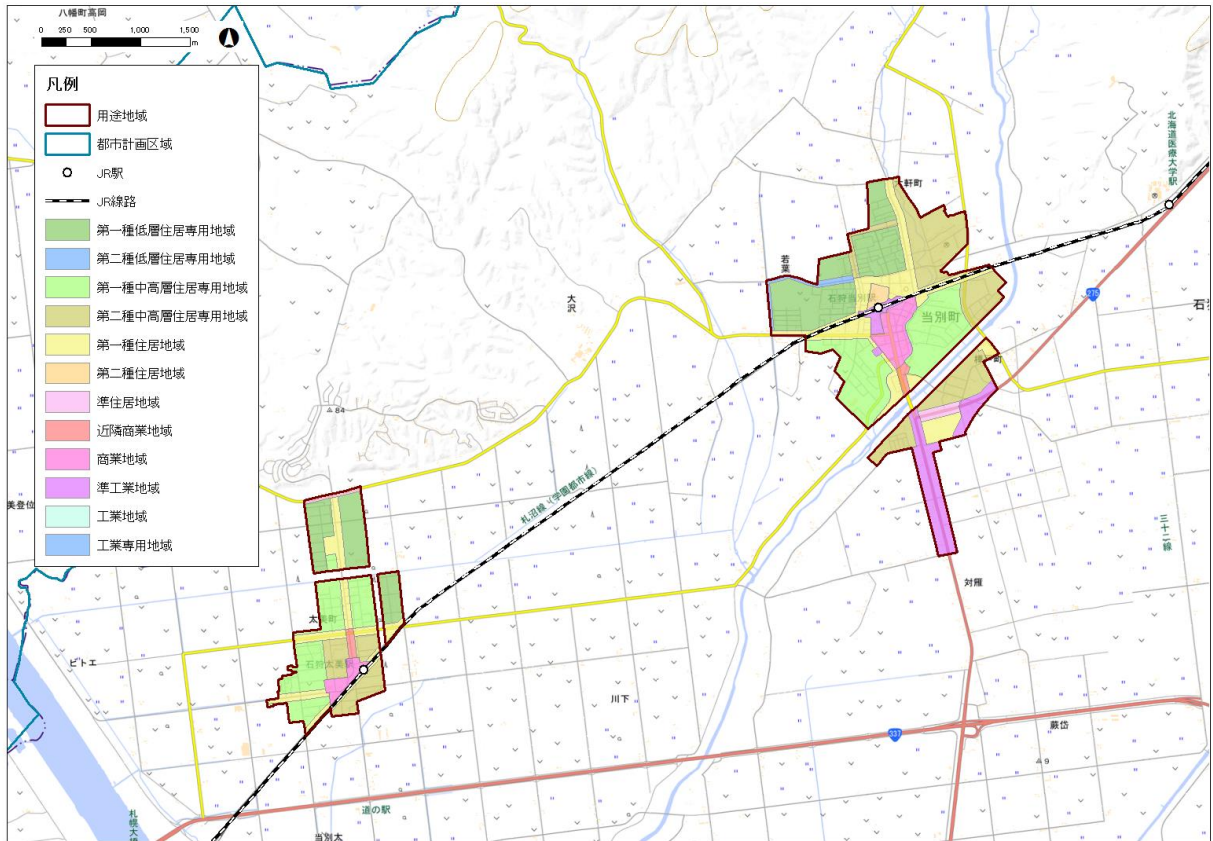 八幡町高岡
0 250 500 1,000 1,500
m
凡例
用途地域
都市計画区域
JR駅
JR線路
第一種低層住居専用地域
第二種低層住居専用地域
第一種中高層住居専用地域
第二種中高層住居専用地域
第一種住居地域
第二種住居地域
準住居地域
近隣商業地域
商業地域
準工業地域
工業地域
工業専用地域
北海道医療大学駅
若葉
石狩当別駅
当別町
大沢
275
84
美登位
札沼線（学園都市線）
三十二線
対雁
太美町
石狩太美駅
ビトエ
川下
337
蕨岱
9
道の駅
当別太
札幌大橋